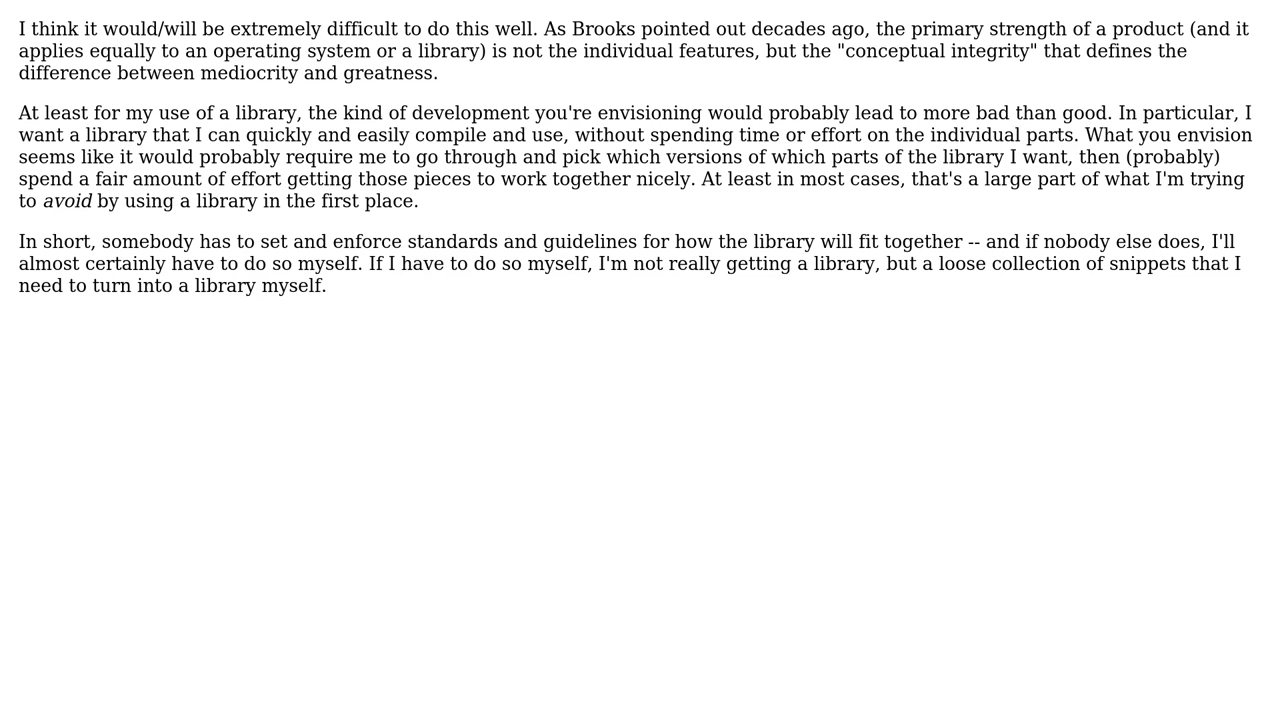 I think it would/will be extremely difficult to do this well. As Brooks pointed out decades ago, the primary strength of a product (and it
applies equally to an operating system or a library) is not the individual features, but the "conceptual integrity" that defines the
difference between mediocrity and greatness.
At least for my use of a library, the kind of development you're envisioning would probably lead to more bad than good. In particular, I
want a library that I can quickly and easily compile and use, without spending time or effort on the individual parts. What you envision
seems like it would probably require me to go through and pick which versions of which parts of the library I want, then (probably)
spend a fair amount of effort getting those pieces to work together nicely. At least in most cases, that's a large part of what I'm trying
to avoid by using a library in the first place.
In short, somebody has to set and enforce standards and guidelines for how the library will fit together -- and if nobody else does, I'll
almost certainly have to do so myself. If I have to do so myself, I'm not really getting a library, but a loose collection of snippets that I
need to turn into a library myself.